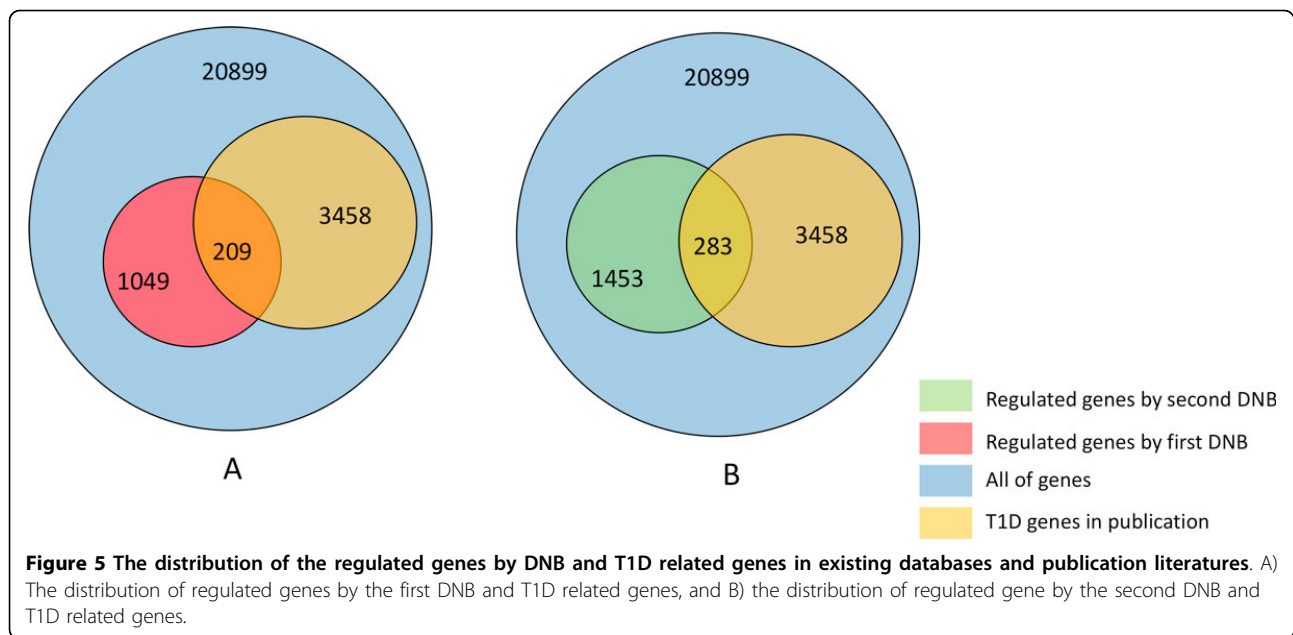 20899
3458
209
1049
A
20899
3458
283
1453
B
Regulated genes by second DNB
Regulated genes by first DNB
All of genes
T1D genes in publication
Figure 5 The distribution of the regulated genes by DNB and T1D related genes in existing databases and publication literatures. A)
The distribution of regulated genes by the first DNB and T1D related genes, and B) the distribution of regulated gene by the second DNB and
T1D related genes.